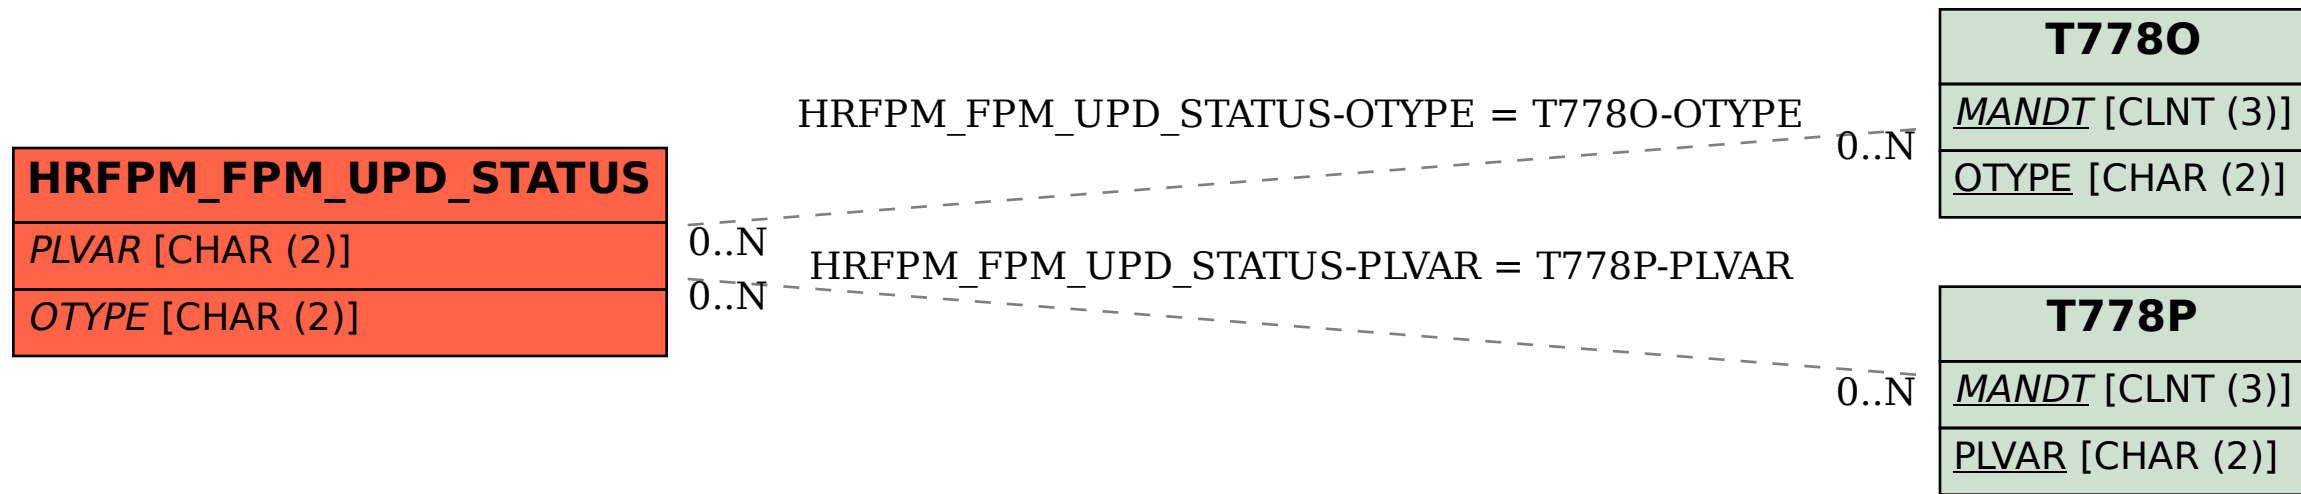 HRFPM_FPM_UPD_STATUS
PLVAR [CHAR (2)]
OTYPE [CHAR (2)]
HRFPM_FPM_UPD_STATUS-OTYPE = T778O-OTYPE
0..N
0..N
HRFPM_FPM_UPD_STATUS-PLVAR = T778P-PLVAR
0..N
0..N
T778O
MANDT [CLNT (3)]
OTYPE [CHAR (2)]
T778P
MANDT [CLNT (3)]
PLVAR [CHAR (2)]